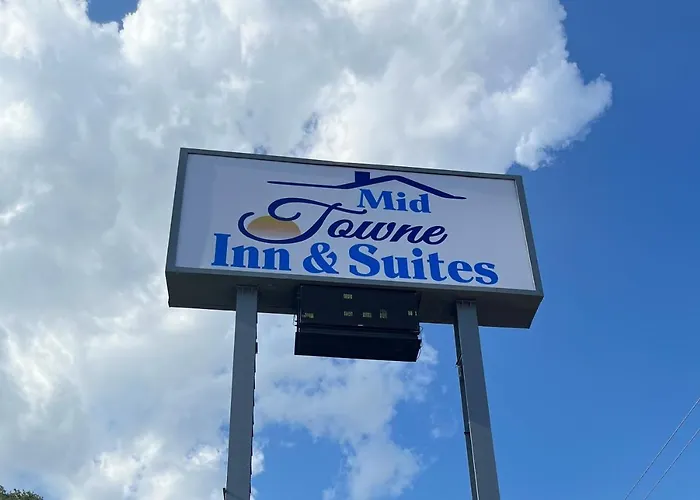 Mid
Towne
Inn & Suites